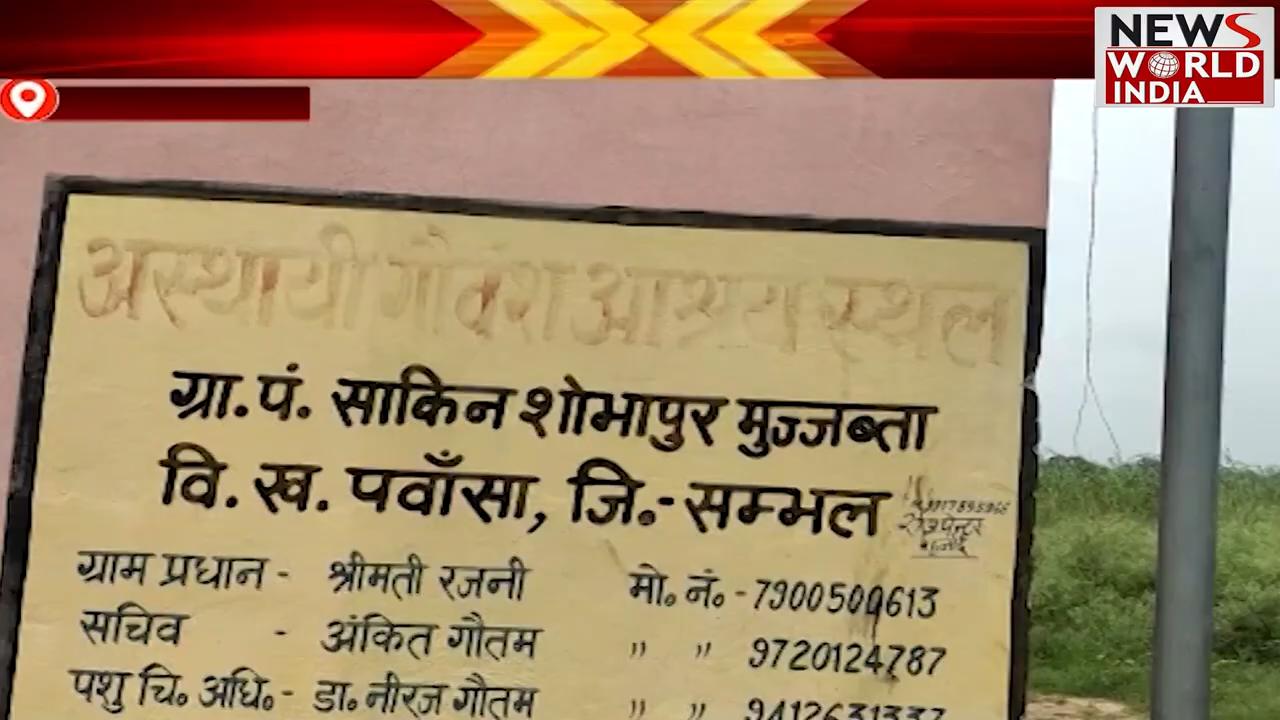 NEWS
WORLD
INDIA
अस्थायी गौवंश आश्रय स्थल
ग्रा.पं. साकिन शोभापुर मुज्जब्ता
वि. ख. पवाँसा, जि.- सम्भल
ग्राम प्रधान - श्रीमती रजनी मो. नं. - 7900500613
सचिव - अंकित गौतम " " 9720124787
पशु चि. अधि. - डा. नीरज गौतम " " 9412631337